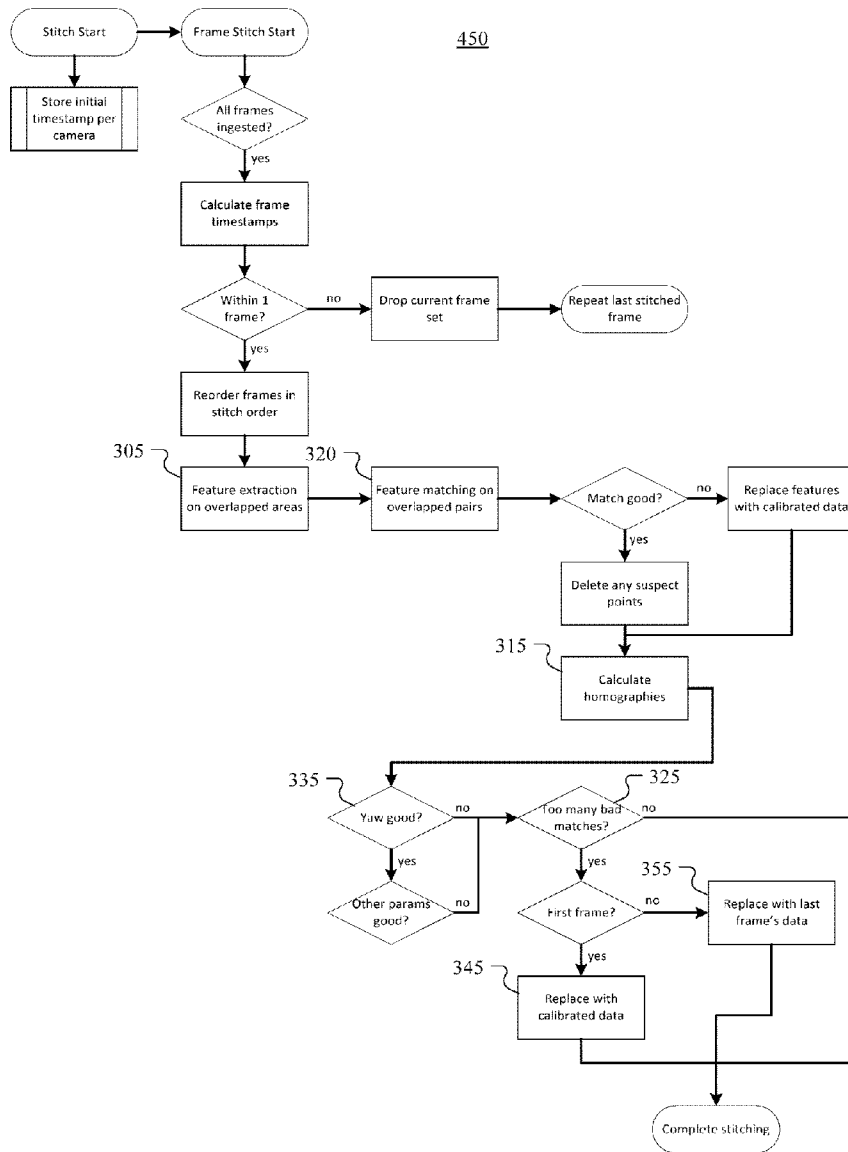 Stitch Start
Frame Stitch Start
450
Store initial
timestamp per
camera
All frames
ingested?
yes
Calculate frame
timestamps
Within 1
frame?
no
Drop current frame
set
Repeat last stitched
frame
yes
Reorder frames in
stitch order
305
Feature extraction
on overlapped areas
320
Feature matching on
overlapped pairs
Match good?
no
Replace features
with calibrated data
yes
Delete any suspect
points
315
Calculate
homographies
335
Yaw good?
no
325
Too many bad
matches?
no
yes
Other params
good?
no
yes
First frame?
no
355
Replace with last
frame's data
yes
345
Replace with
calibrated data
Complete stitching